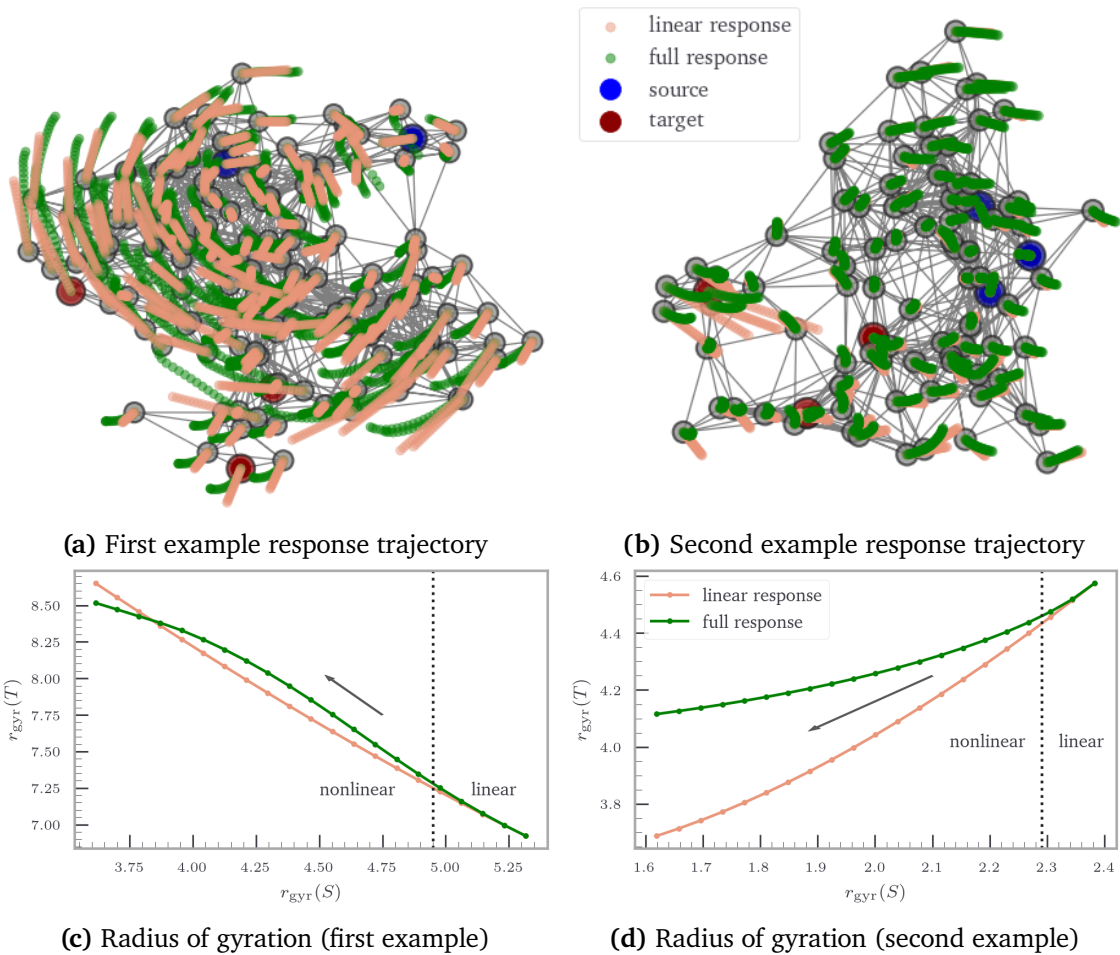 linear response
full response
source
target
(a) First example response trajectory
(b) Second example response trajectory
8.50
8.25
8.00
7.75
7.50
7.25
7.00
r_gyr(T)
nonlinear
linear
3.75
4.00
4.25
4.50
4.75
5.00
5.25
r_gyr(S)
(c) Radius of gyration (first example)
4.6
4.4
4.2
4.0
3.8
r_gyr(T)
linear response
full response
nonlinear
linear
1.6
1.7
1.8
1.9
2.0
2.1
2.2
2.3
2.4
r_gyr(S)
(d) Radius of gyration (second example)